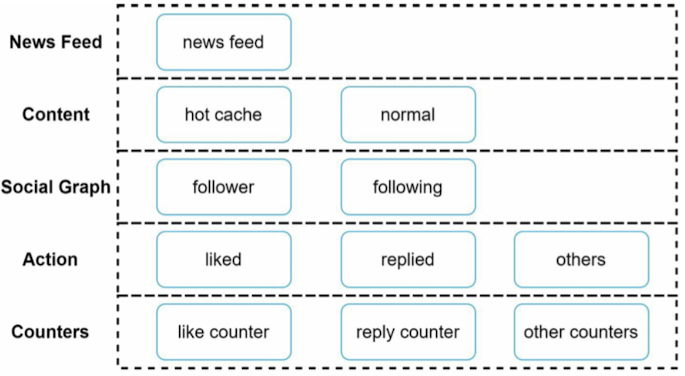 News Feed
news feed
Content
hot cache
normal
Social Graph
follower
following
Action
liked
replied
others
Counters
like counter
reply counter
other counters